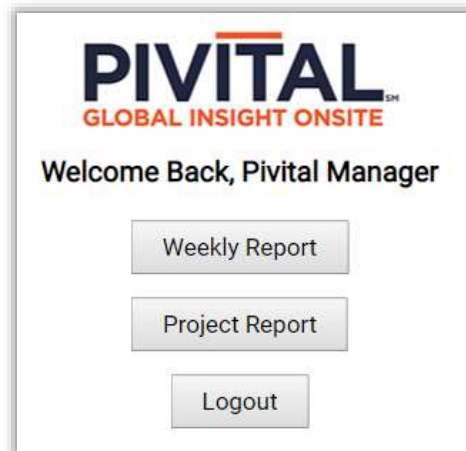 PIVITAL SM
GLOBAL INSIGHT ONSITE
Welcome Back, Pivital Manager
Weekly Report
Project Report
Logout